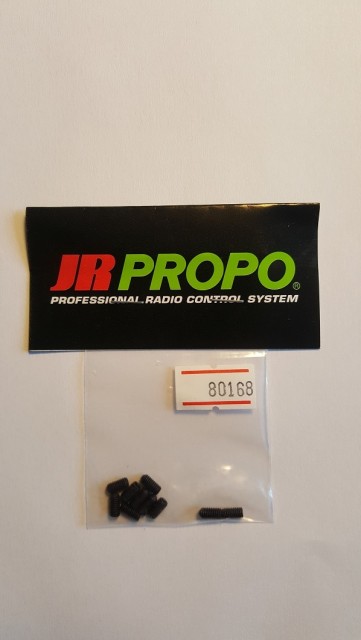 JR PROPO®
PROFESSIONAL RADIO CONTROL SYSTEM
80168